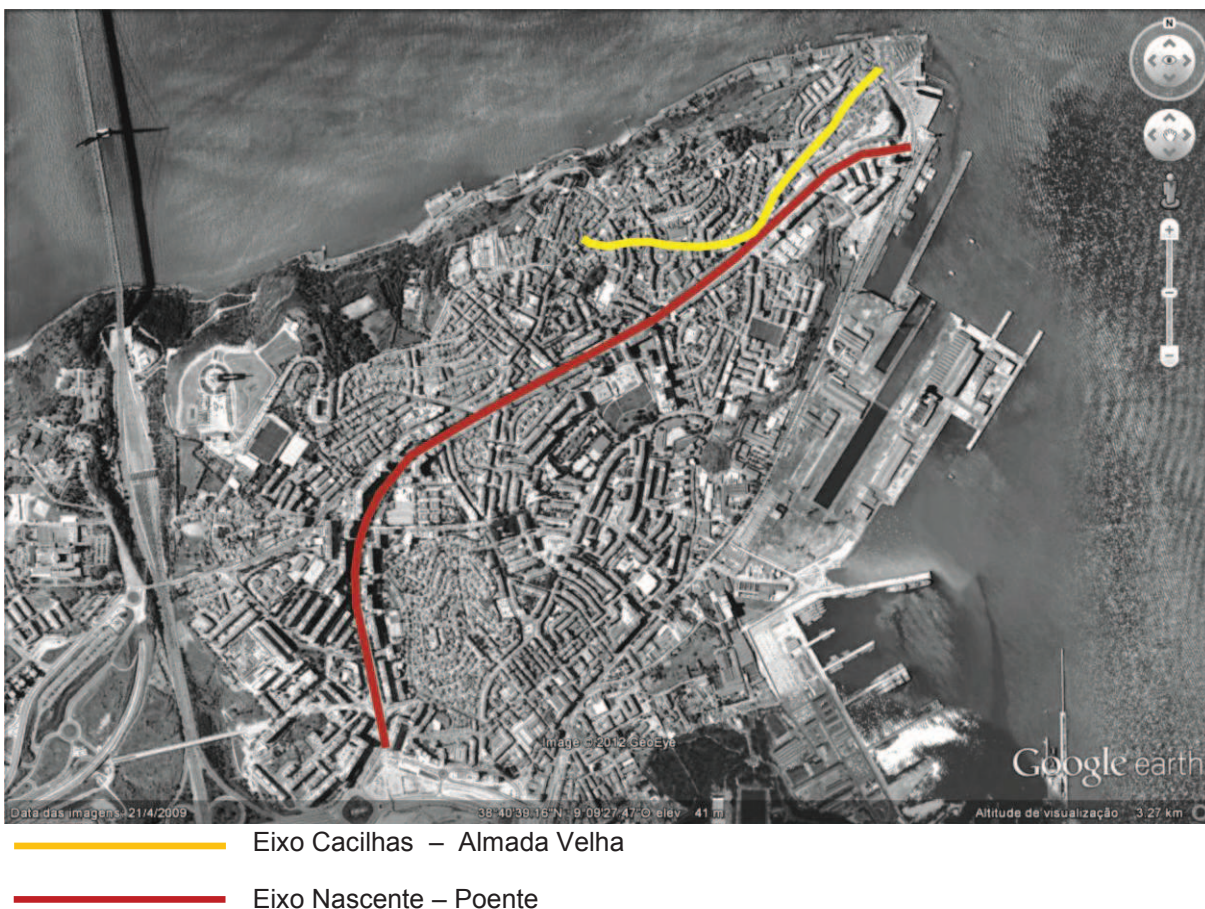 N
Image © 2012 GeoEye
Google earth
Data das imagens: 21/4/2009 38°40'39.16"N 9°09'27.47"O elev 41 m Altitude de visualização 3.27 km
Eixo Cacilhas – Almada Velha
Eixo Nascente – Poente